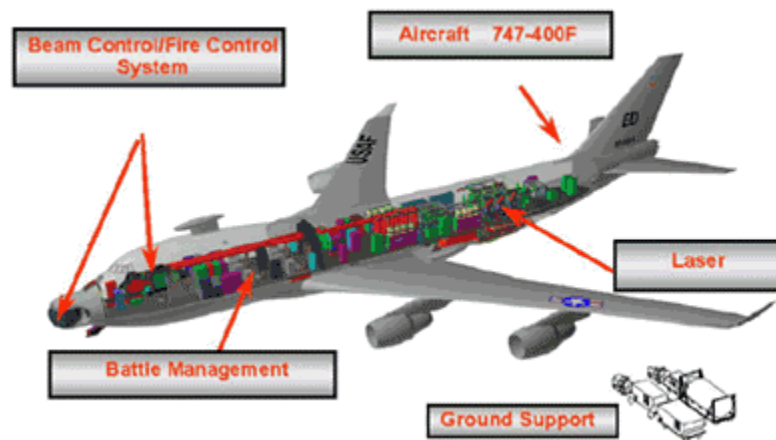 Beam Control/Fire Control
System
Aircraft 747-400F
USAF
ED
Laser
Battle Management
Ground Support